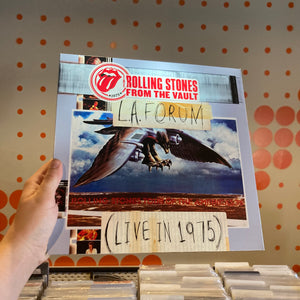 ROLLING STONES
FROM THE VAULT
L.A. FORUM
(LIVE IN 1975)